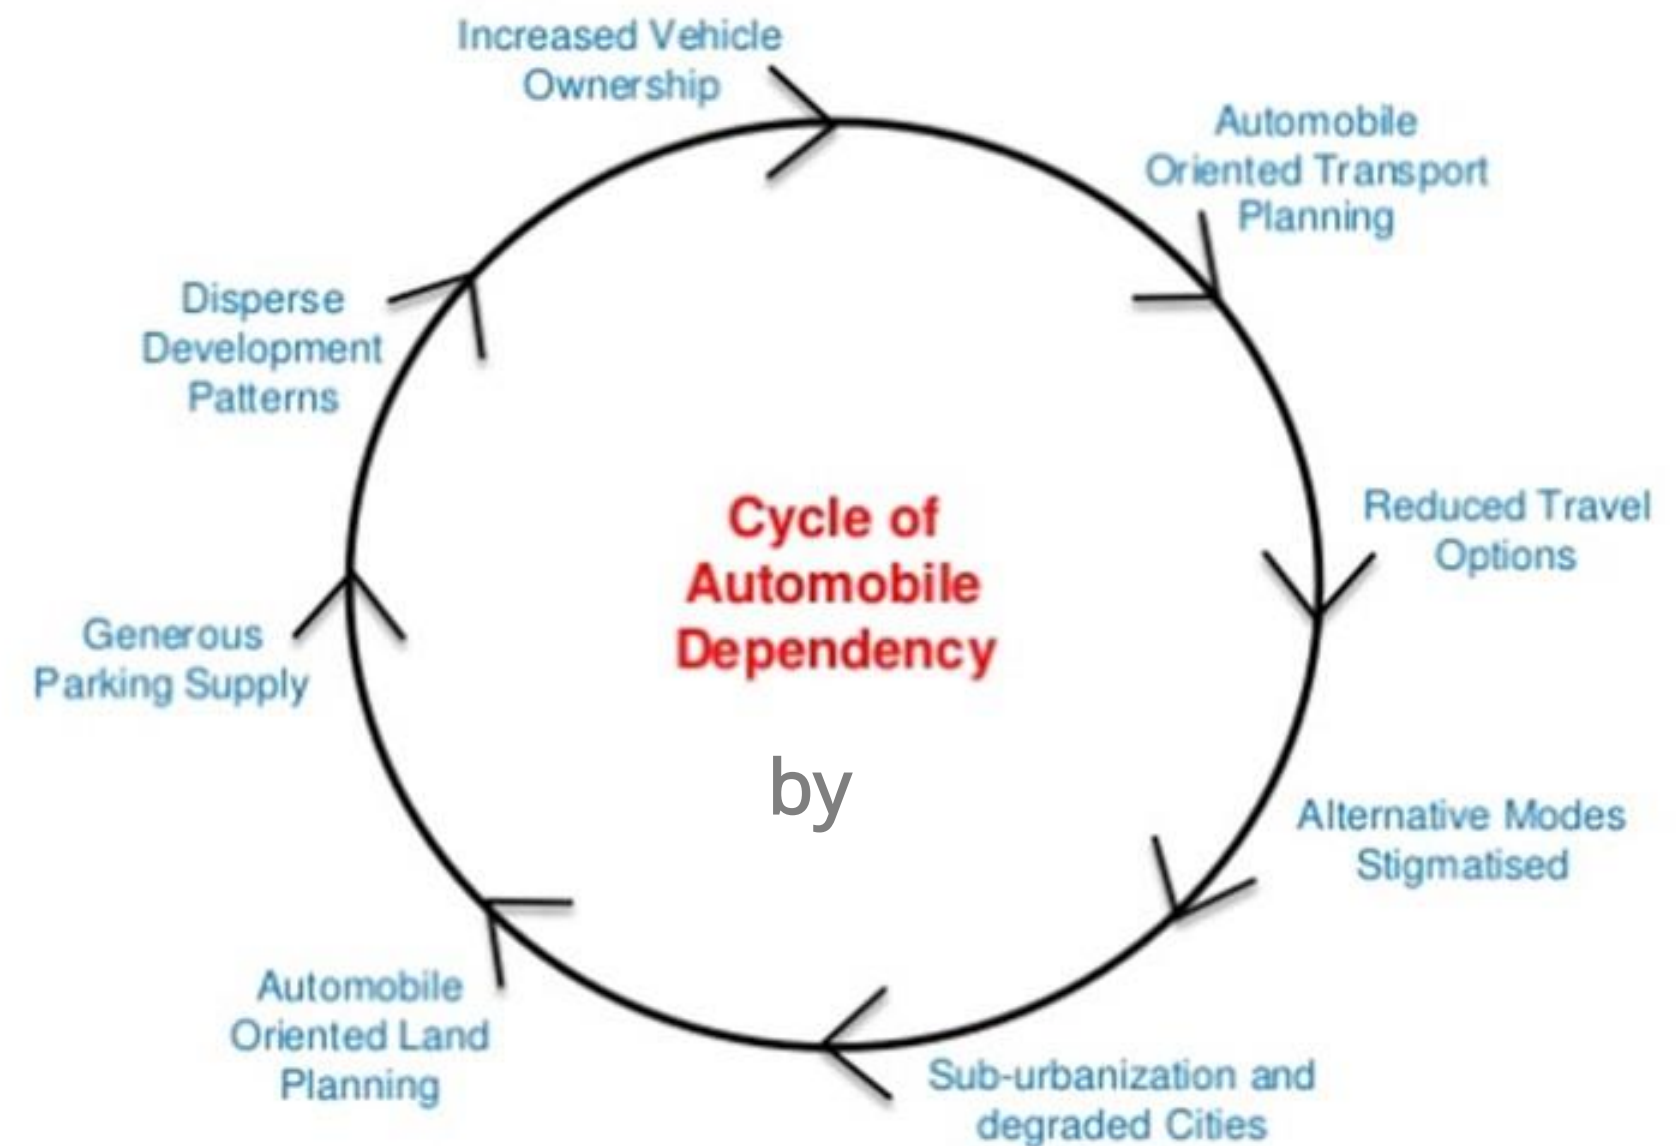 Increased Vehicle
Ownership
Automobile
Oriented Transport
Planning
Reduced Travel
Options
Alternative Modes
Stigmatised
Sub-urbanization and
degraded Cities
Automobile
Oriented Land
Planning
Generous
Parking Supply
Disperse
Development
Patterns
Cycle of
Automobile
Dependency
by